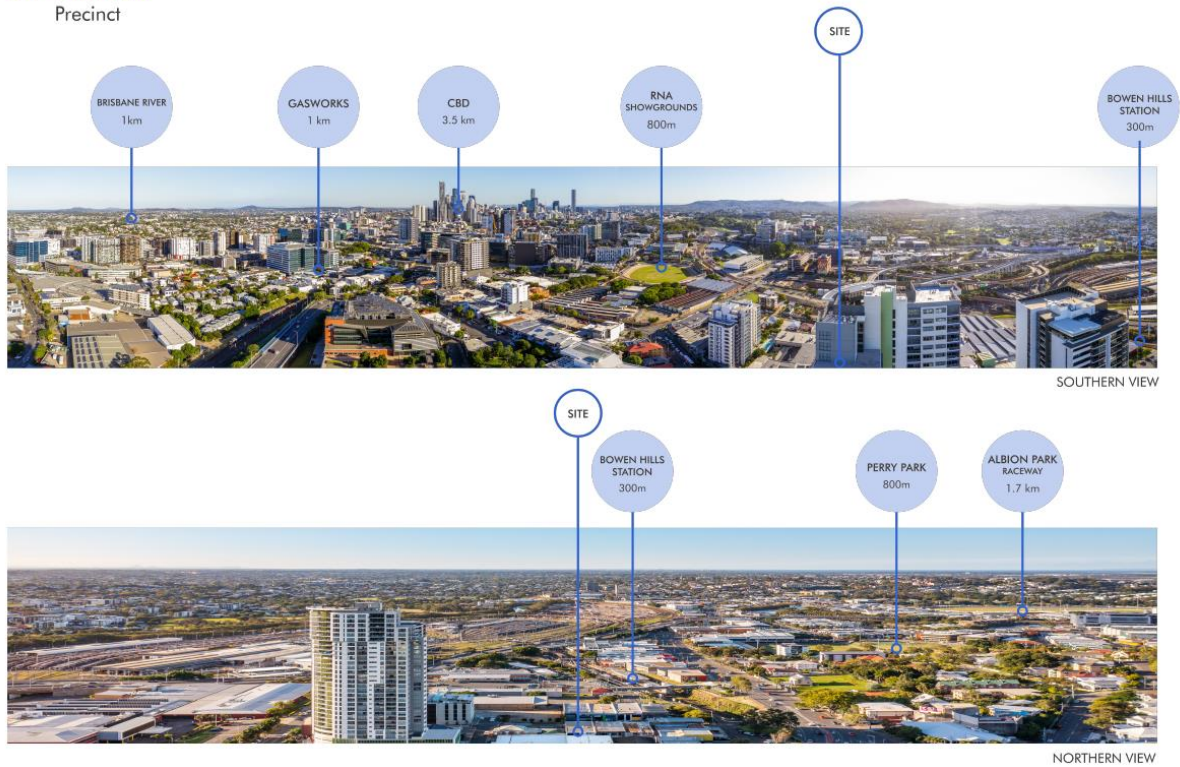 Precinct
SITE
BRISBANE RIVER
1km
GASWORKS
1 km
CBD
3.5 km
RNA
SHOWGROUNDS
800m
BOWEN HILLS
STATION
300m
SOUTHERN VIEW
SITE
BOWEN HILLS
STATION
300m
PERRY PARK
800m
ALBION PARK
RACEWAY
1.7 km
NORTHERN VIEW